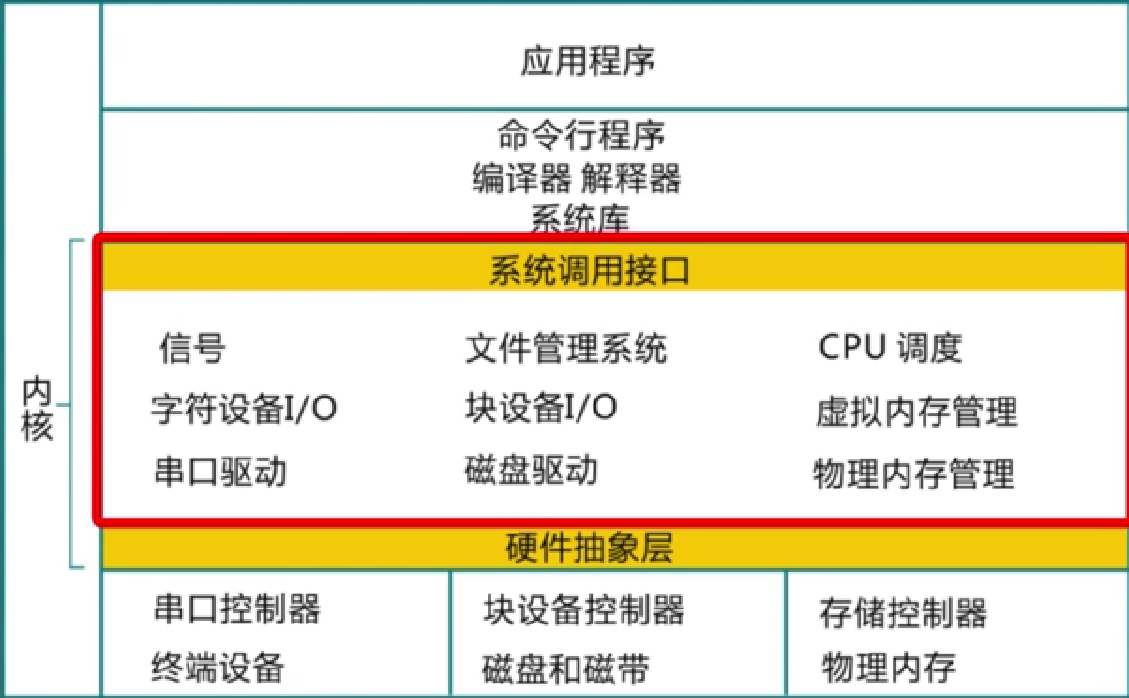 应用程序
命令行程序
编译器 解释器
系统库
系统调用接口
信号 文件管理系统 CPU 调度
字符设备I/O 块设备I/O 虚拟内存管理
串口驱动 磁盘驱动 物理内存管理
内核
硬件抽象层
串口控制器 块设备控制器 存储控制器
终端设备 磁盘和磁带 物理内存